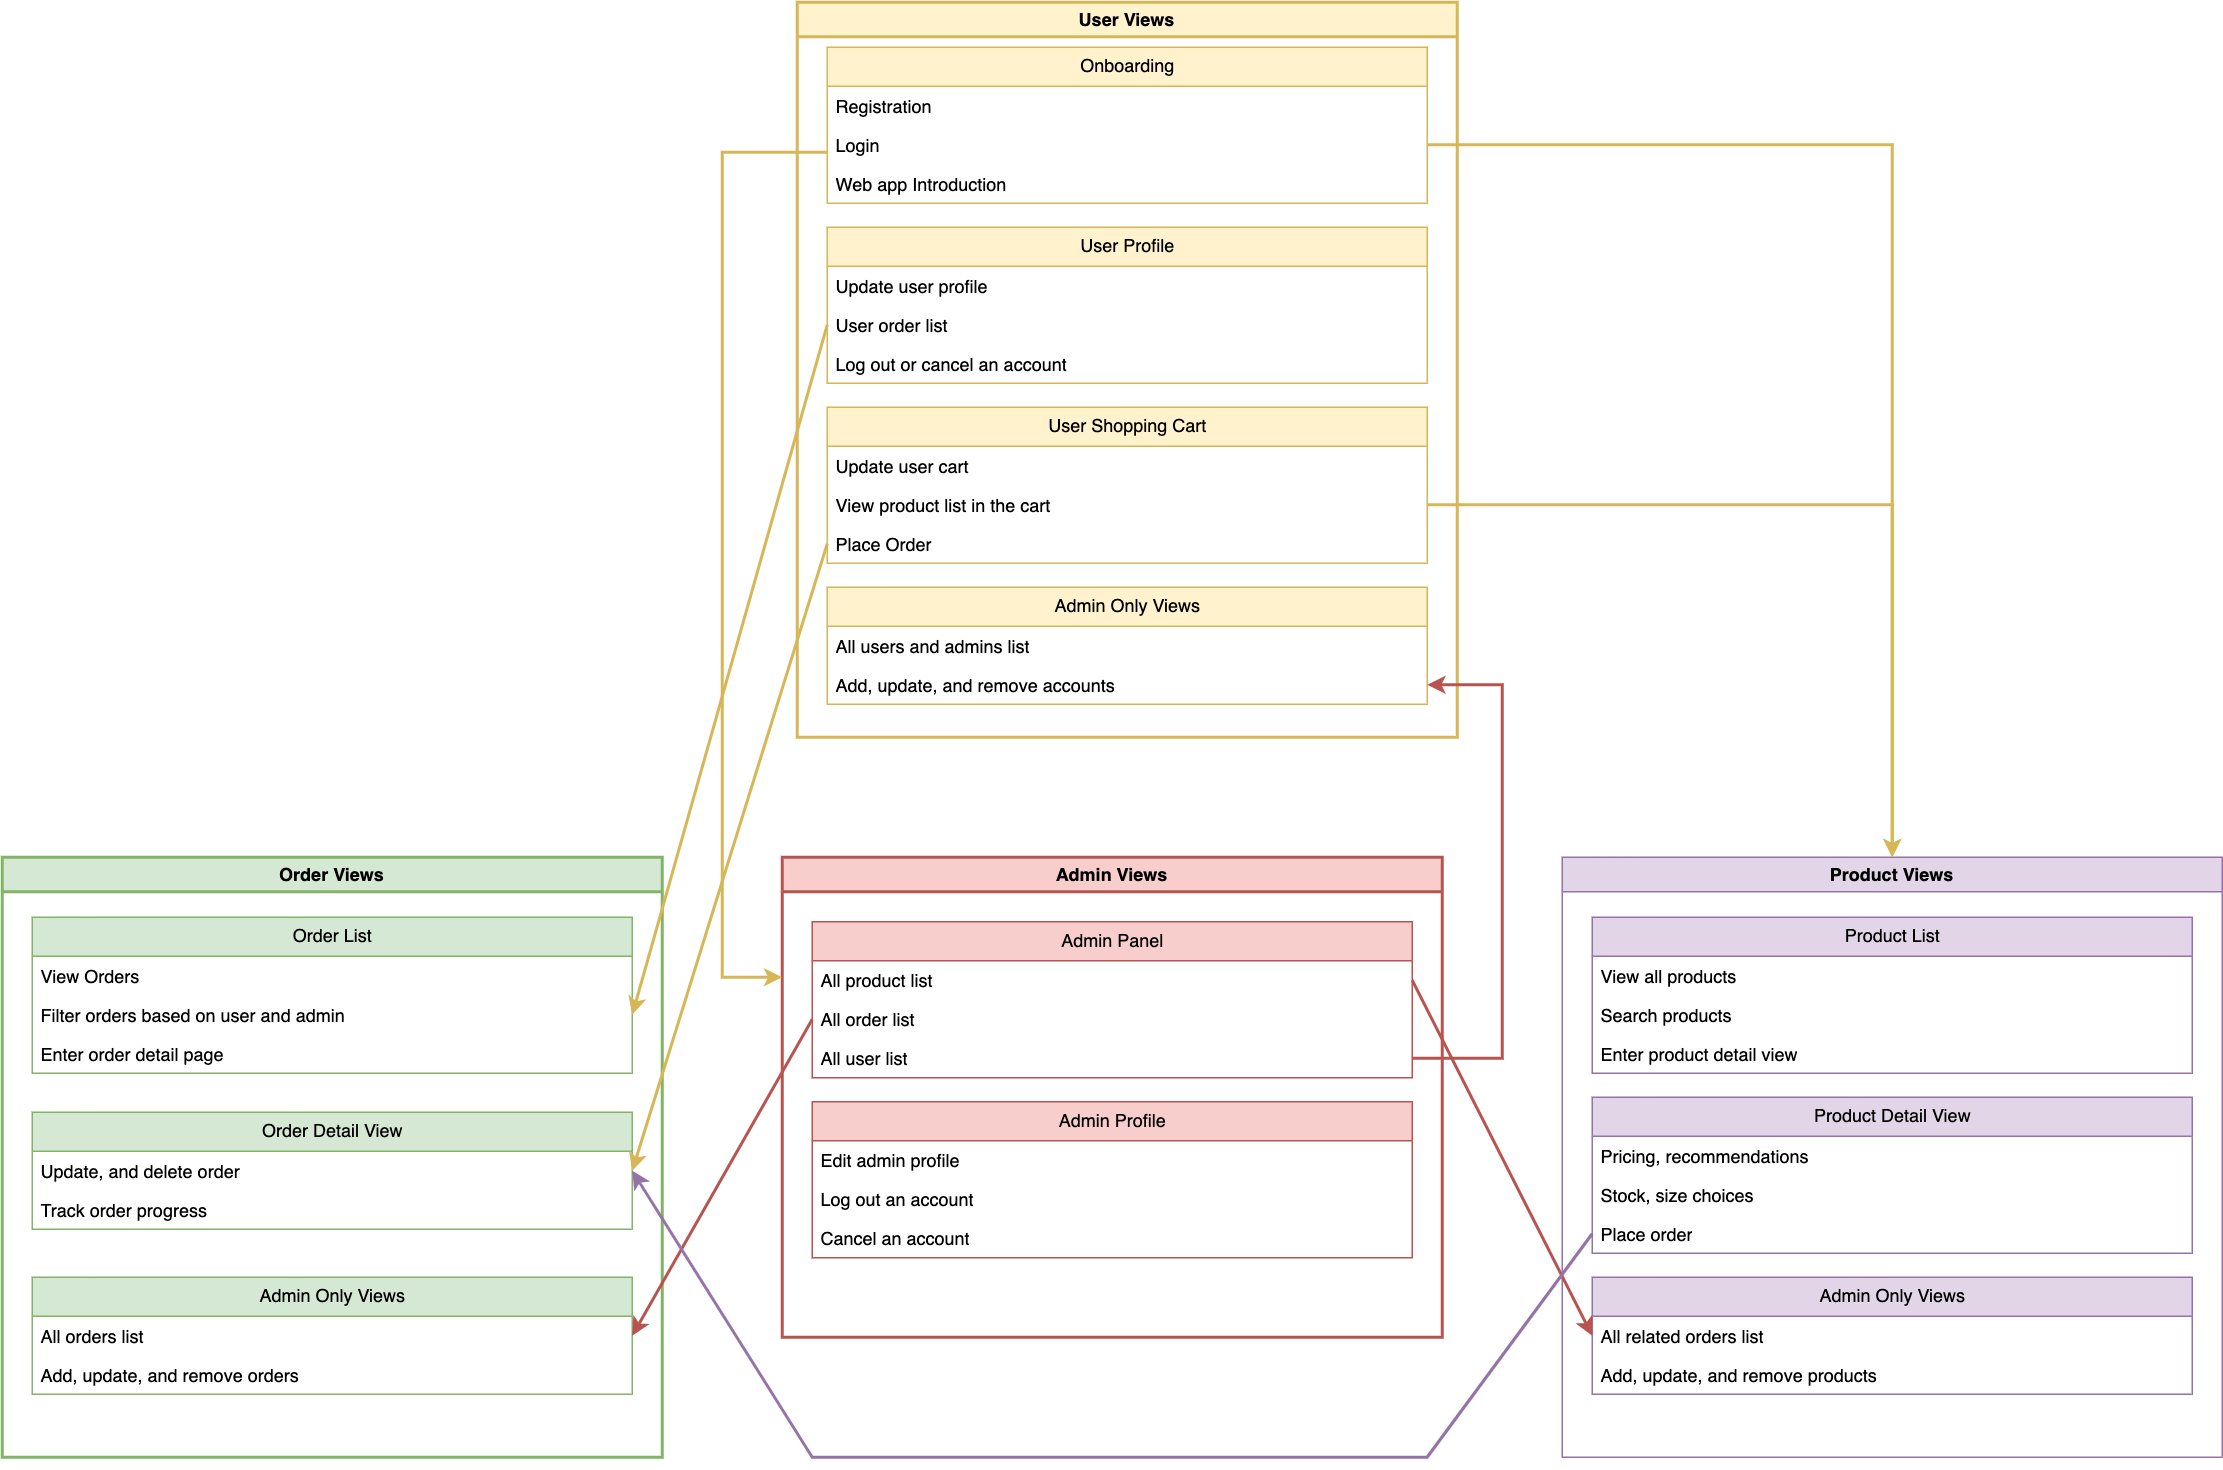 User Views
Onboarding
Registration
Login
Web app Introduction
User Profile
Update user profile
User order list
Log out or cancel an account
User Shopping Cart
Update user cart
View product list in the cart
Place Order
Admin Only Views
All users and admins list
Add, update, and remove accounts
Order Views
Order List
View Orders
Filter orders based on user and admin
Enter order detail page
Order Detail View
Update, and delete order
Track order progress
Admin Only Views
All orders list
Add, update, and remove orders
Admin Views
Admin Panel
All product list
All order list
All user list
Admin Profile
Edit admin profile
Log out an account
Cancel an account
Product Views
Product List
View all products
Search products
Enter product detail view
Product Detail View
Pricing, recommendations
Stock, size choices
Place order
Admin Only Views
All related orders list
Add, update, and remove products